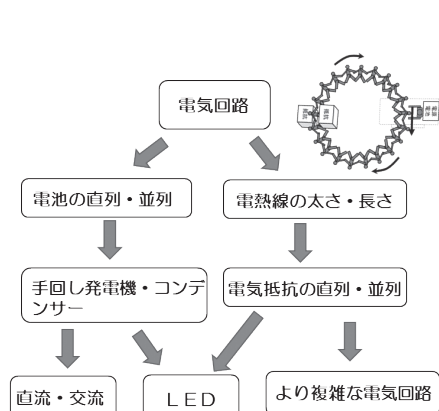 電気回路
電池の直列・並列
電熱線の太さ・長さ
手回し発電機・コンデ
ンサー
電気抵抗の直列・並列
直流・交流
LED
より複雑な電気回路